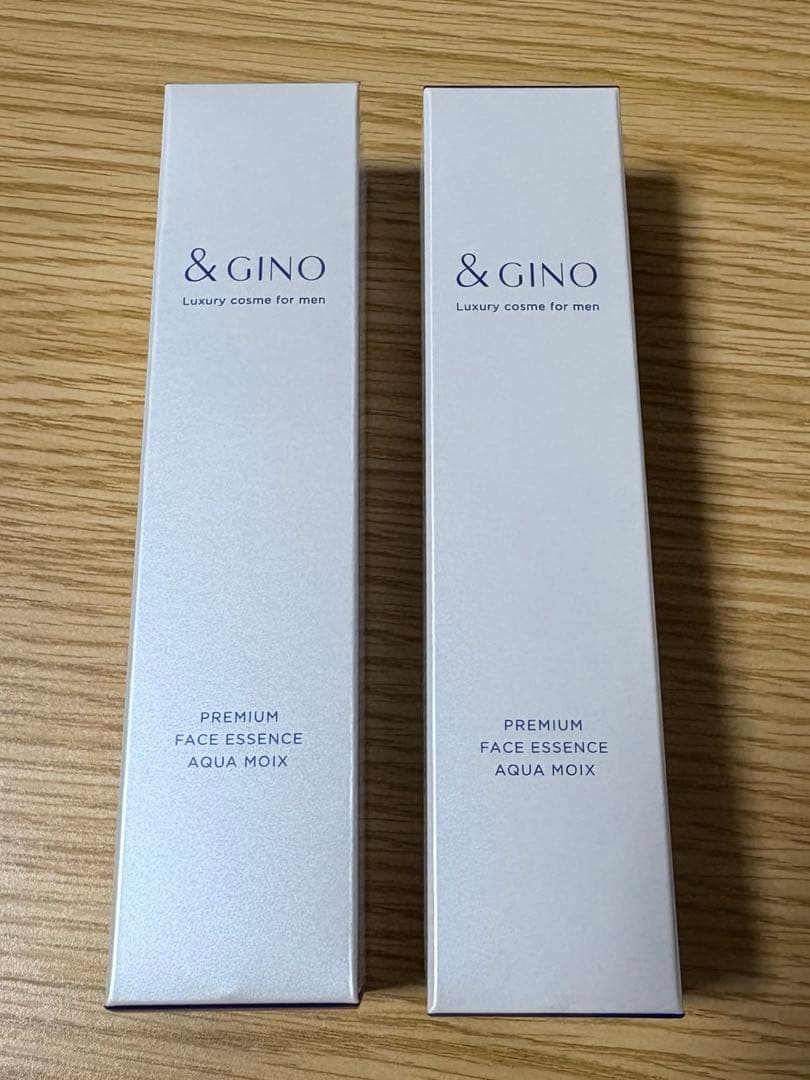 & GINO
Luxury cosme for men
PREMIUM
FACE ESSENCE
AQUA MOIX
& GINO
Luxury cosme for men
PREMIUM
FACE ESSENCE
AQUA MOIX